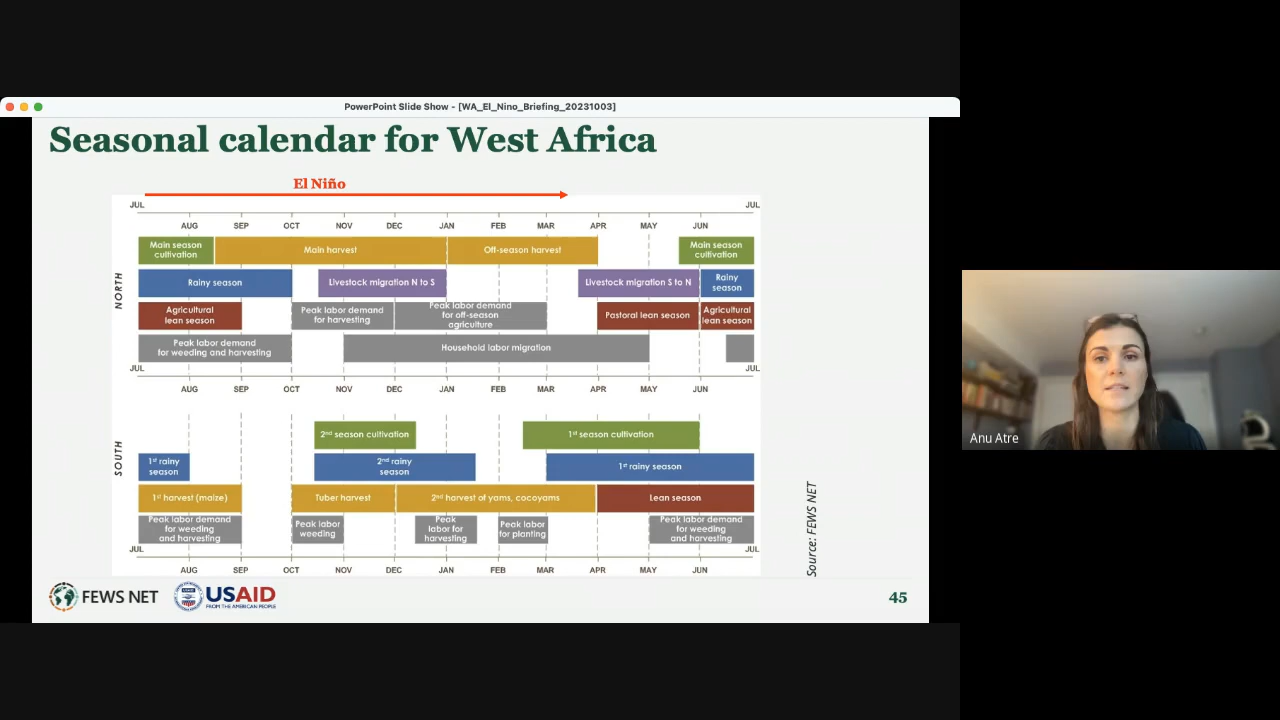 PowerPoint Slide Show - [WA_El_Nino_Briefing_20231003]
Seasonal calendar for West Africa
El Niño
JUL JUL
AUG SEP OCT NOV DEC JAN FEB MAR APR MAY JUN
NORTH
Main season
cultivation
Main harvest
Off-season harvest
Main season
cultivation
Rainy season
Livestock migration N to S
Livestock migration S to N
Rainy
season
Agricultural
lean season
Peak labor demand
for harvesting
Peak labor demand
for off-season
agriculture
Pastoral lean season
Agricultural
lean season
Peak labor demand
for weeding and harvesting
Household labor migration
JUL JUL
AUG SEP OCT NOV DEC JAN FEB MAR APR MAY JUN
SOUTH
2nd season cultivation
1st season cultivation
1st rainy
season
2nd rainy
season
1st rainy season
1st harvest (maize)
Tuber harvest
2nd harvest of yams, cocoyams
Lean season
Peak labor demand
for weeding
and harvesting
Peak labor
weeding
Peak
labor for
harvesting
Peak labor
for planting
Peak labor demand
for weeding
and harvesting
JUL JUL
AUG SEP OCT NOV DEC JAN FEB MAR APR MAY JUN
Source: FEWS NET
FEWS NET
USAID
FROM THE AMERICAN PEOPLE
45
Anu Atre